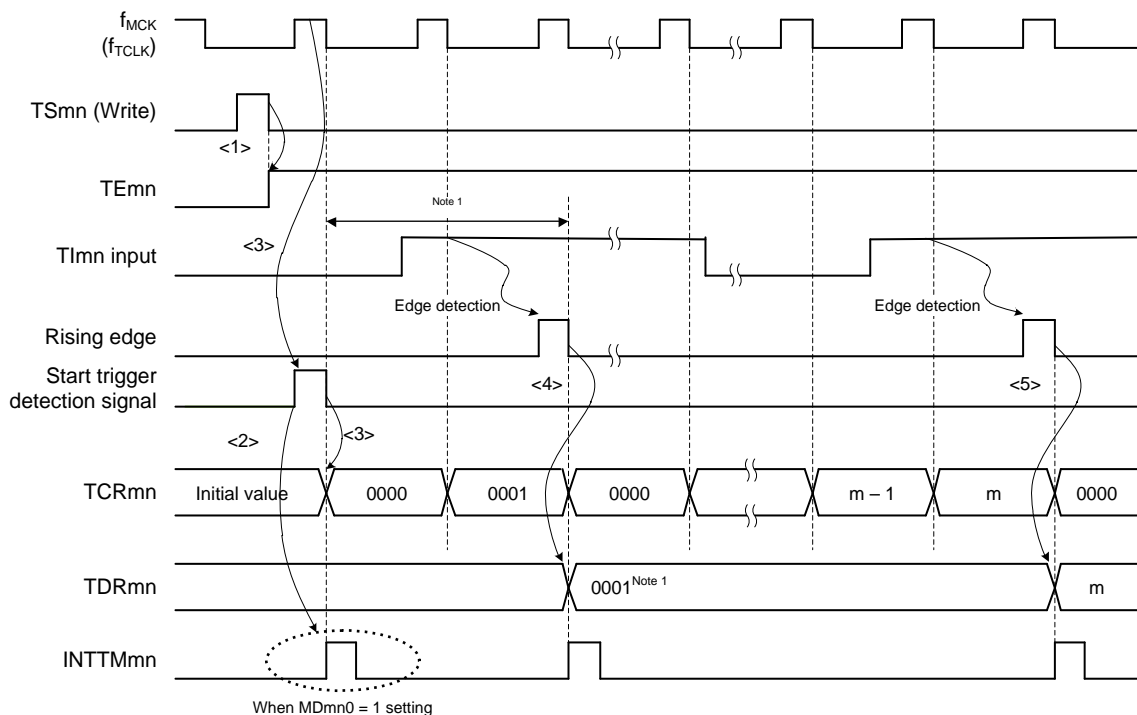 fMCK
(fTCLK)
TSmn (Write)
<1>
TEmn
Note 1
<3>
TImn input
Edge detection
Edge detection
Rising edge
<4>
<5>
Start trigger
detection signal
<2>
<3>
TCRmn
Initial value
0000
0001
0000
m – 1
m
0000
TDRmn
0001 Note 1
m
INTTMmn
When MDmn0 = 1 setting